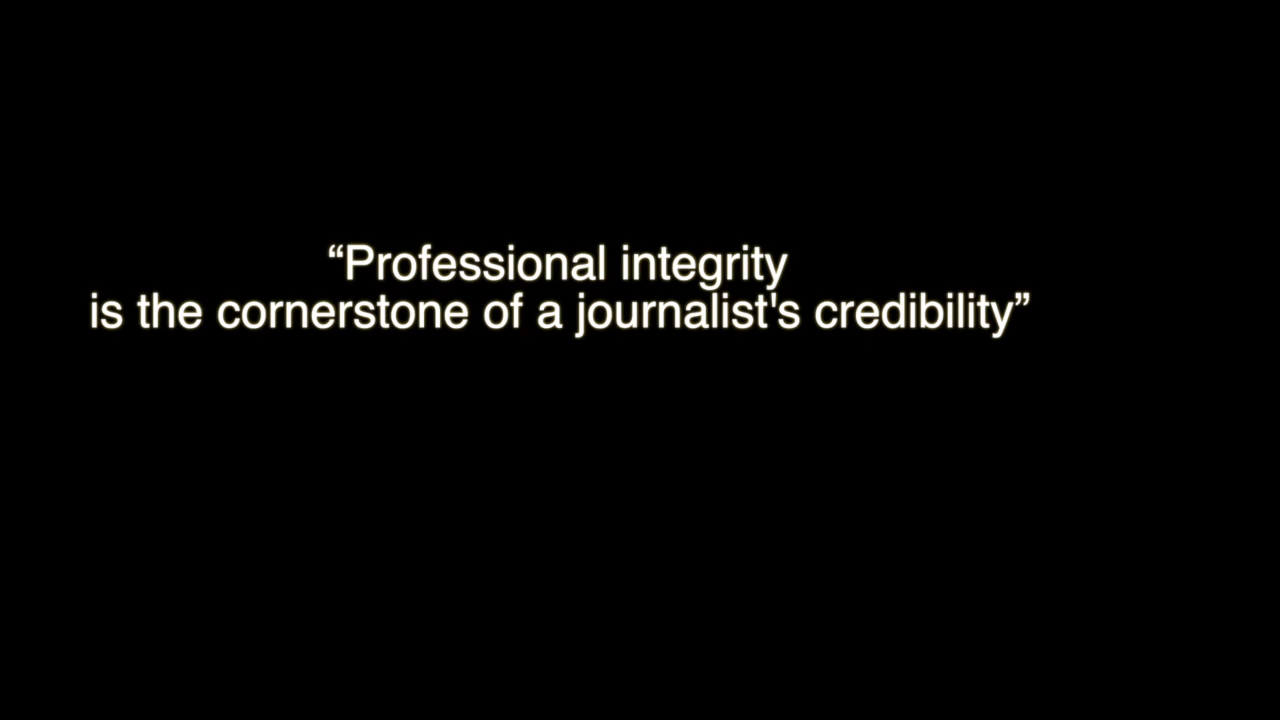 “Professional integrity
is the cornerstone of a journalist's credibility”